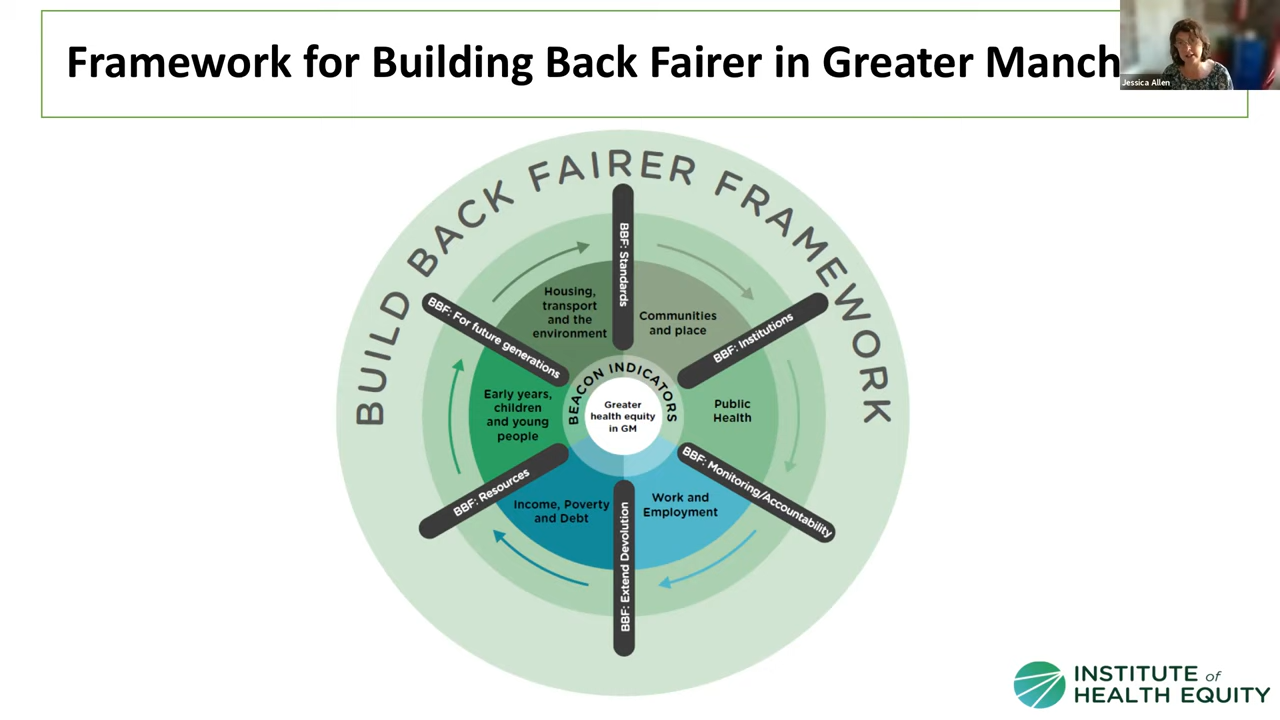 Framework for Building Back Fairer in Greater Manch
Jessica Allen
BUILD BACK FAIRER FRAMEWORK
BBF: Standards
BBF: For future generations
Housing,
transport
and the
environment
Communities
and place
BBF: Institutions
BEACON INDICATORS
Greater
health equity
in GM
Early years,
children
and young
people
Public
Health
BBF: Resources
BBF: Monitoring/Accountability
Income, Poverty
and Debt
Work and
Employment
BBF: Extend Devolution
INSTITUTE of
HEALTH EQUITY